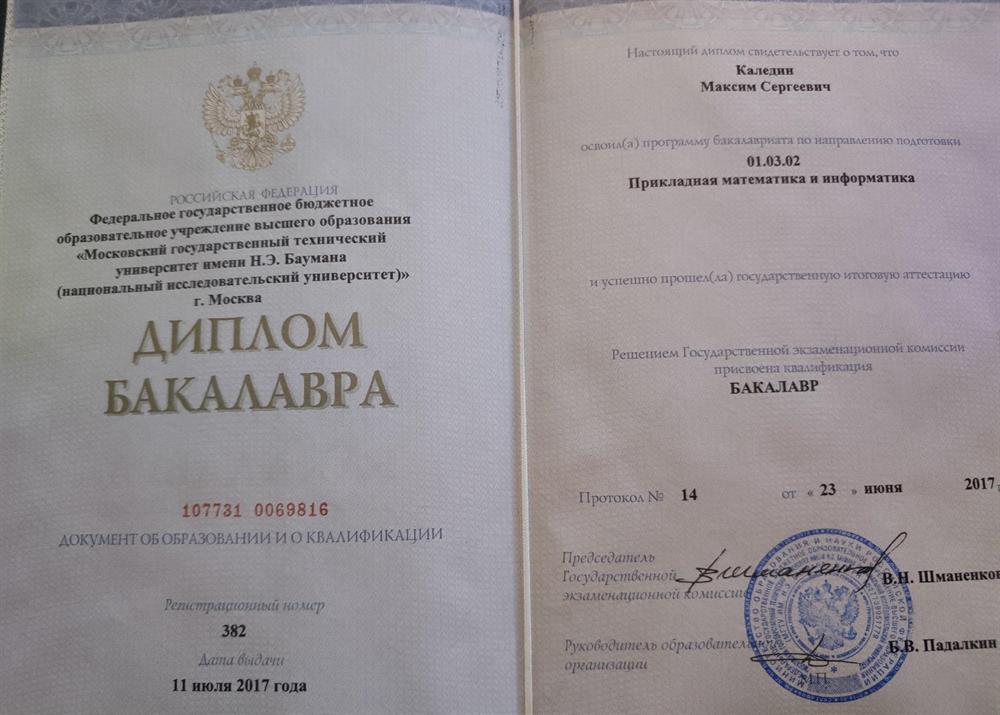 РОССИЙСКАЯ ФЕДЕРАЦИЯ
Федеральное государственное бюджетное
образовательное учреждение высшего образования
«Московский государственный технический
университет имени Н.Э. Баумана
(национальный исследовательский университет)»
г. Москва
ДИПЛОМ
БАКАЛАВРА
107731 0069816
ДОКУМЕНТ ОБ ОБРАЗОВАНИИ И О КВАЛИФИКАЦИИ
Регистрационный номер
382
Дата выдачи
11 июля 2017 года
Настоящий диплом свидетельствует о том, что
Каледин
Максим Сергеевич
освоил(а) программу бакалавриата по направлению подготовки
01.03.02
Прикладная математика и информатика
и успешно прошел(ла) государственную итоговую аттестацию
Решением Государственной экзаменационной комиссии
присвоена квалификация
БАКАЛАВР
Протокол № 14 от « 23 » июня 2017 г.
Председатель
Государственной
экзаменационной комиссии
В.Н. Шманенков
Руководитель образовательной
организации
Б.В. Падалкин
М.П.